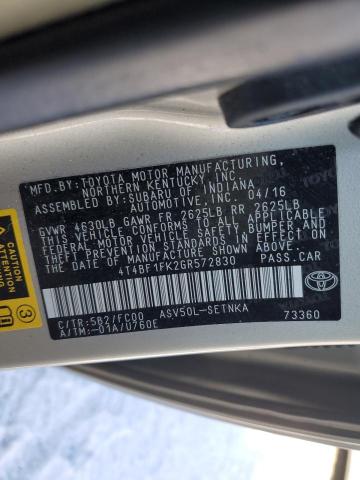 MFD.BY:TOYOTA MOTOR MANUFACTURING,
NORTHERN KENTUCKY,INC.
ASMBLD.BY:SUBARU OF INDIANA
AUTOMOTIVE,INC. 04/16
GVWR 4630LB GAWR FR 2625LB RR 2625LB
THIS VEHICLE CONFORMS TO ALL APPLICABLE
FEDERAL MOTOR VEHICLE SAFETY, BUMPER,AND
THEFT PREVENTION STANDARDS IN EFFECT ON
THE DATE OF MANUFACTURE SHOWN ABOVE.
4T4BF1FK2GR572830 PASS.CAR
C/TR:5B2/FC00 ASV50L-SETNKA
A/TM:-01A/U760E 73360
3